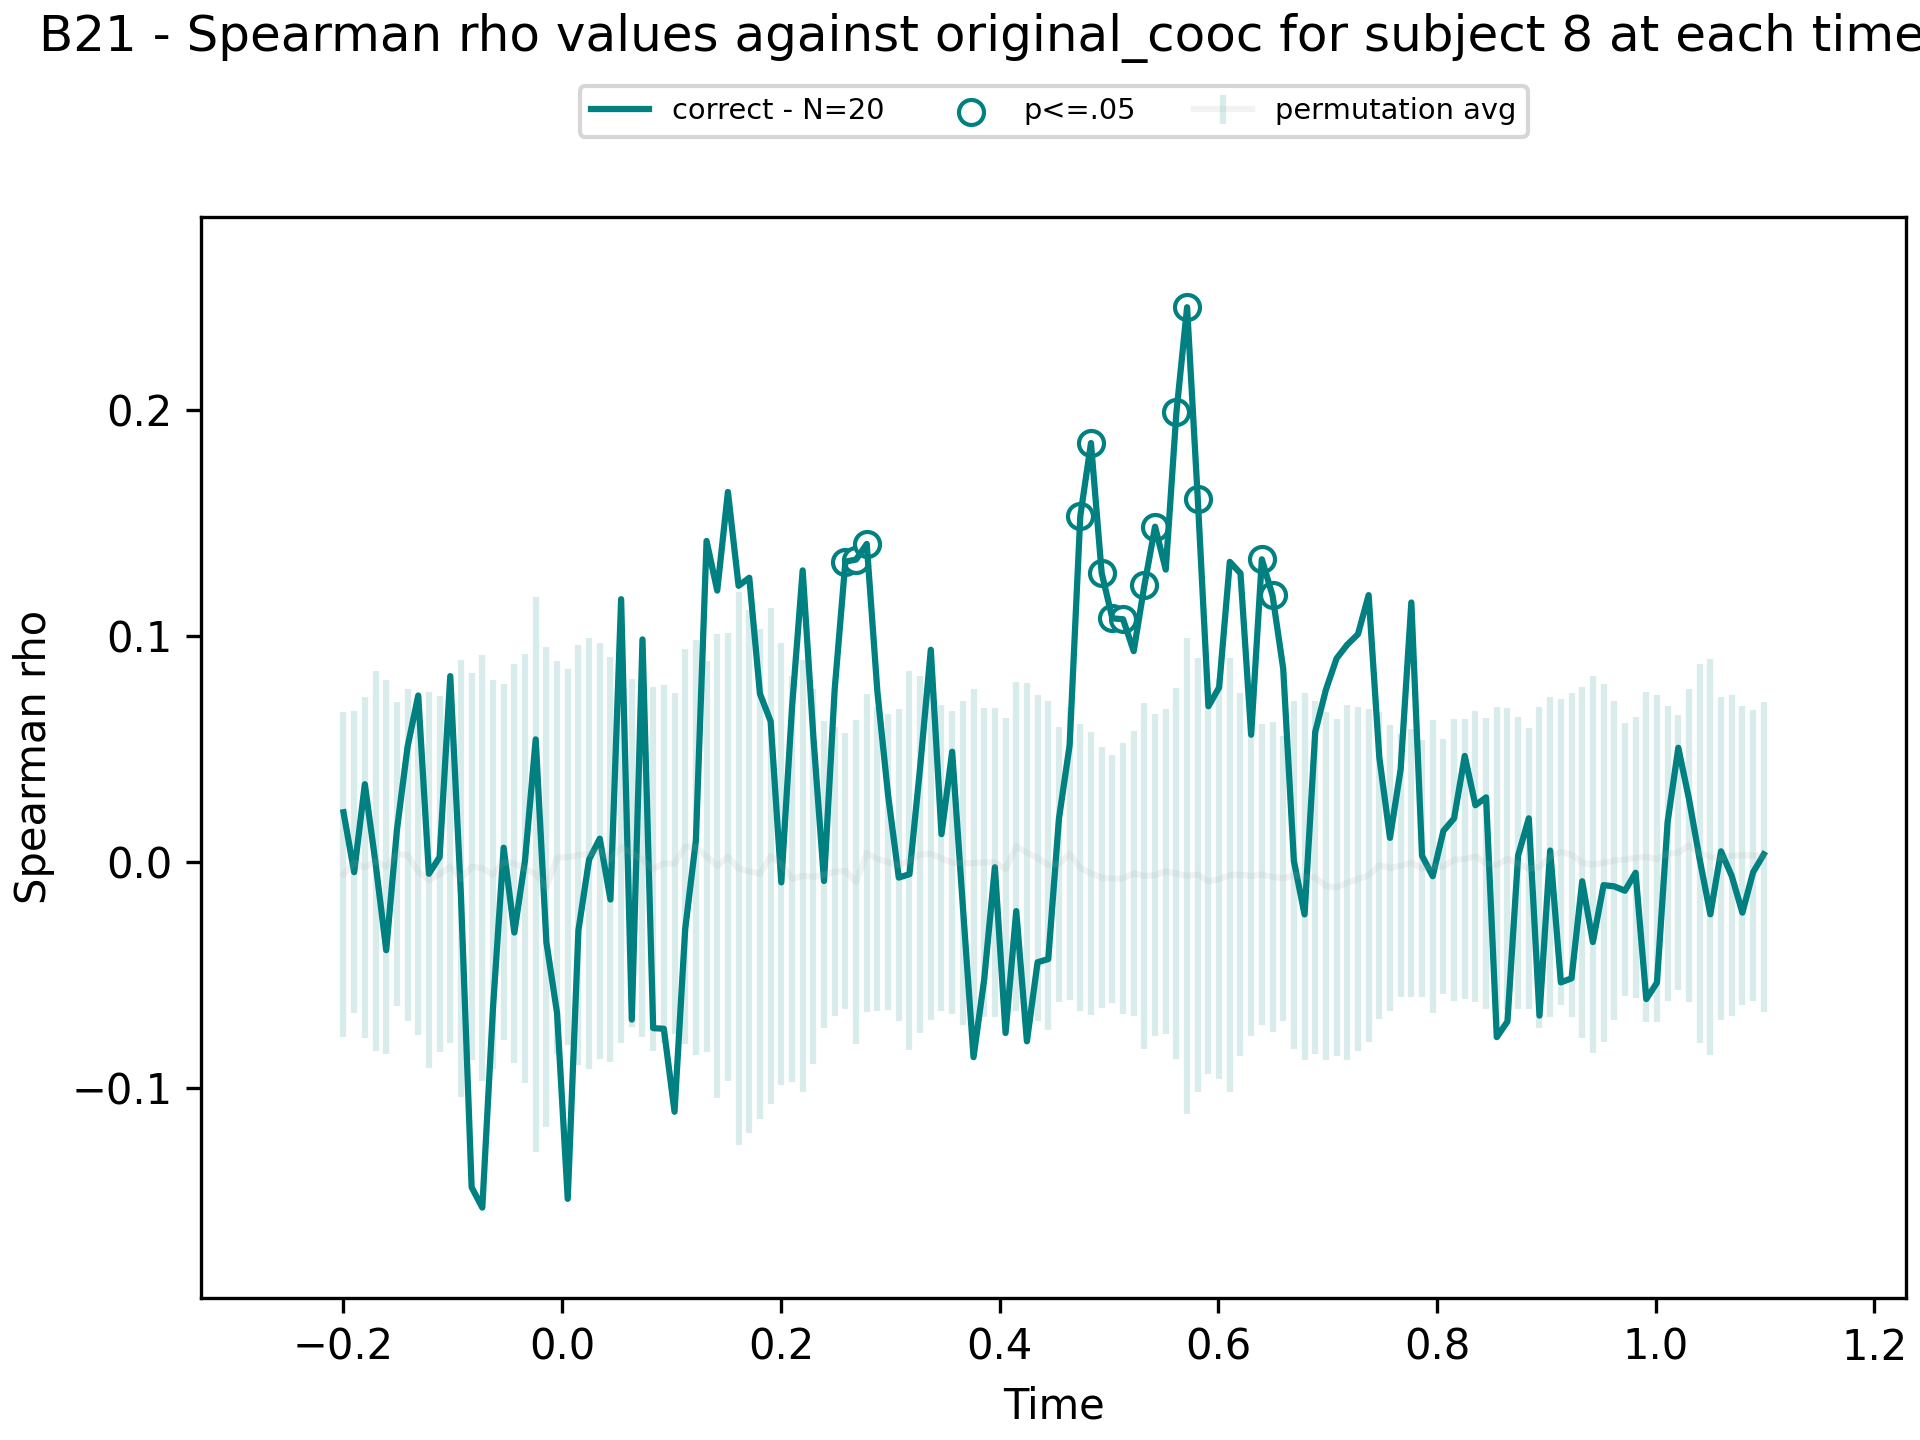 B21 - Spearman rho values against original_cooc for subject 8 at each time
correct - N=20 p<=.05 permutation avg
Spearman rho
0.2
0.1
0.0
−0.1
−0.2 0.0 0.2 0.4 0.6 0.8 1.0 1.2
Time